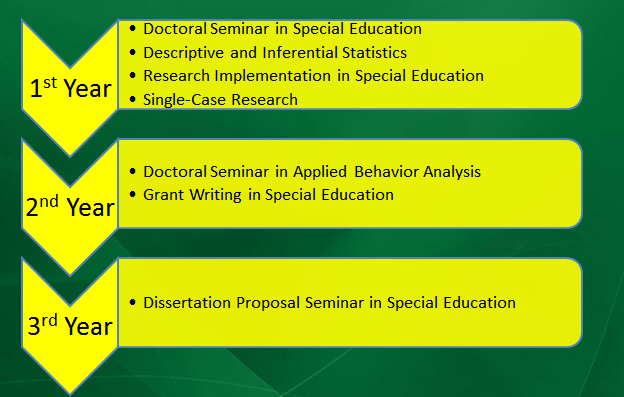 1st Year
• Doctoral Seminar in Special Education
• Descriptive and Inferential Statistics
• Research Implementation in Special Education
• Single-Case Research
2nd Year
• Doctoral Seminar in Applied Behavior Analysis
• Grant Writing in Special Education
3rd Year
• Dissertation Proposal Seminar in Special Education